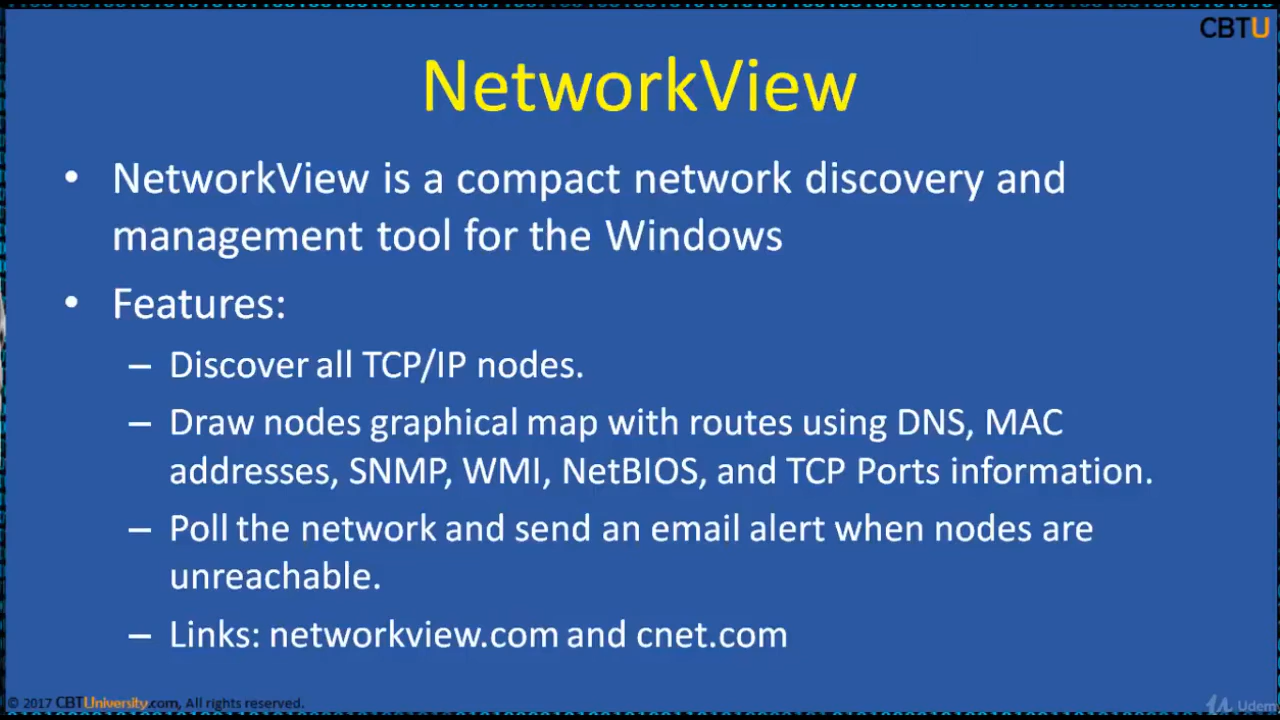 CBTU
NetworkView
• NetworkView is a compact network discovery and
management tool for the Windows
• Features:
– Discover all TCP/IP nodes.
– Draw nodes graphical map with routes using DNS, MAC
addresses, SNMP, WMI, NetBIOS, and TCP Ports information.
– Poll the network and send an email alert when nodes are
unreachable.
– Links: networkview.com and cnet.com
© 2017 CBTUniversity.com, All rights reserved.